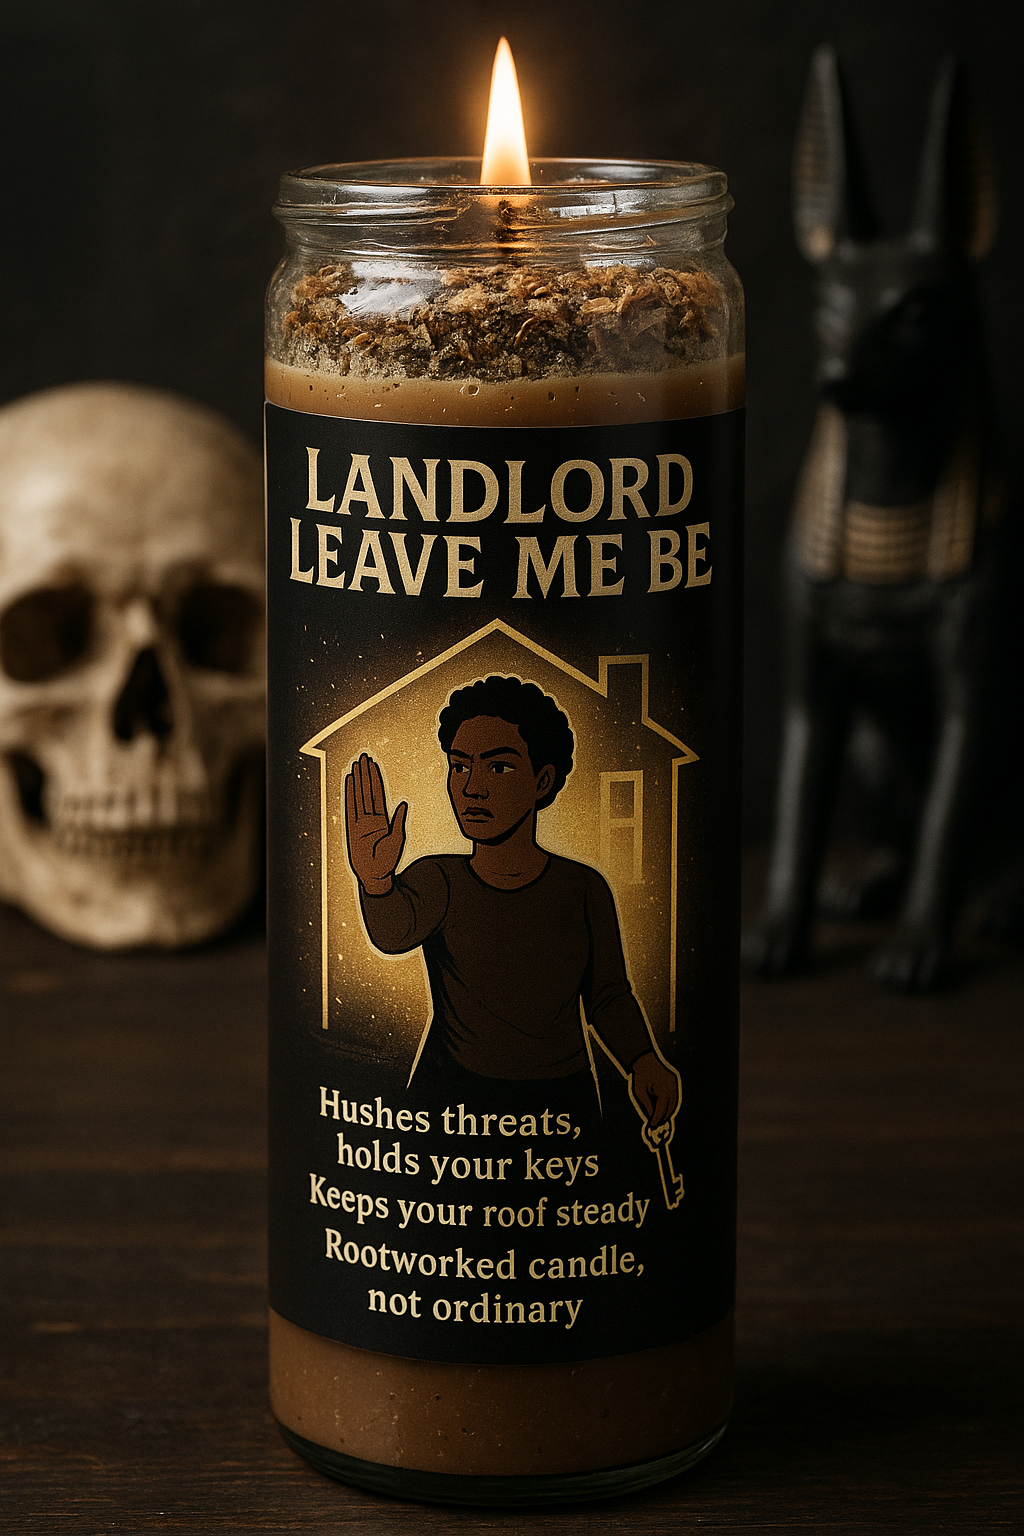 LANDLORD
LEAVE ME BE
Hushes threats,
holds your keys
Keeps your roof steady
Rootworked candle,
not ordinary